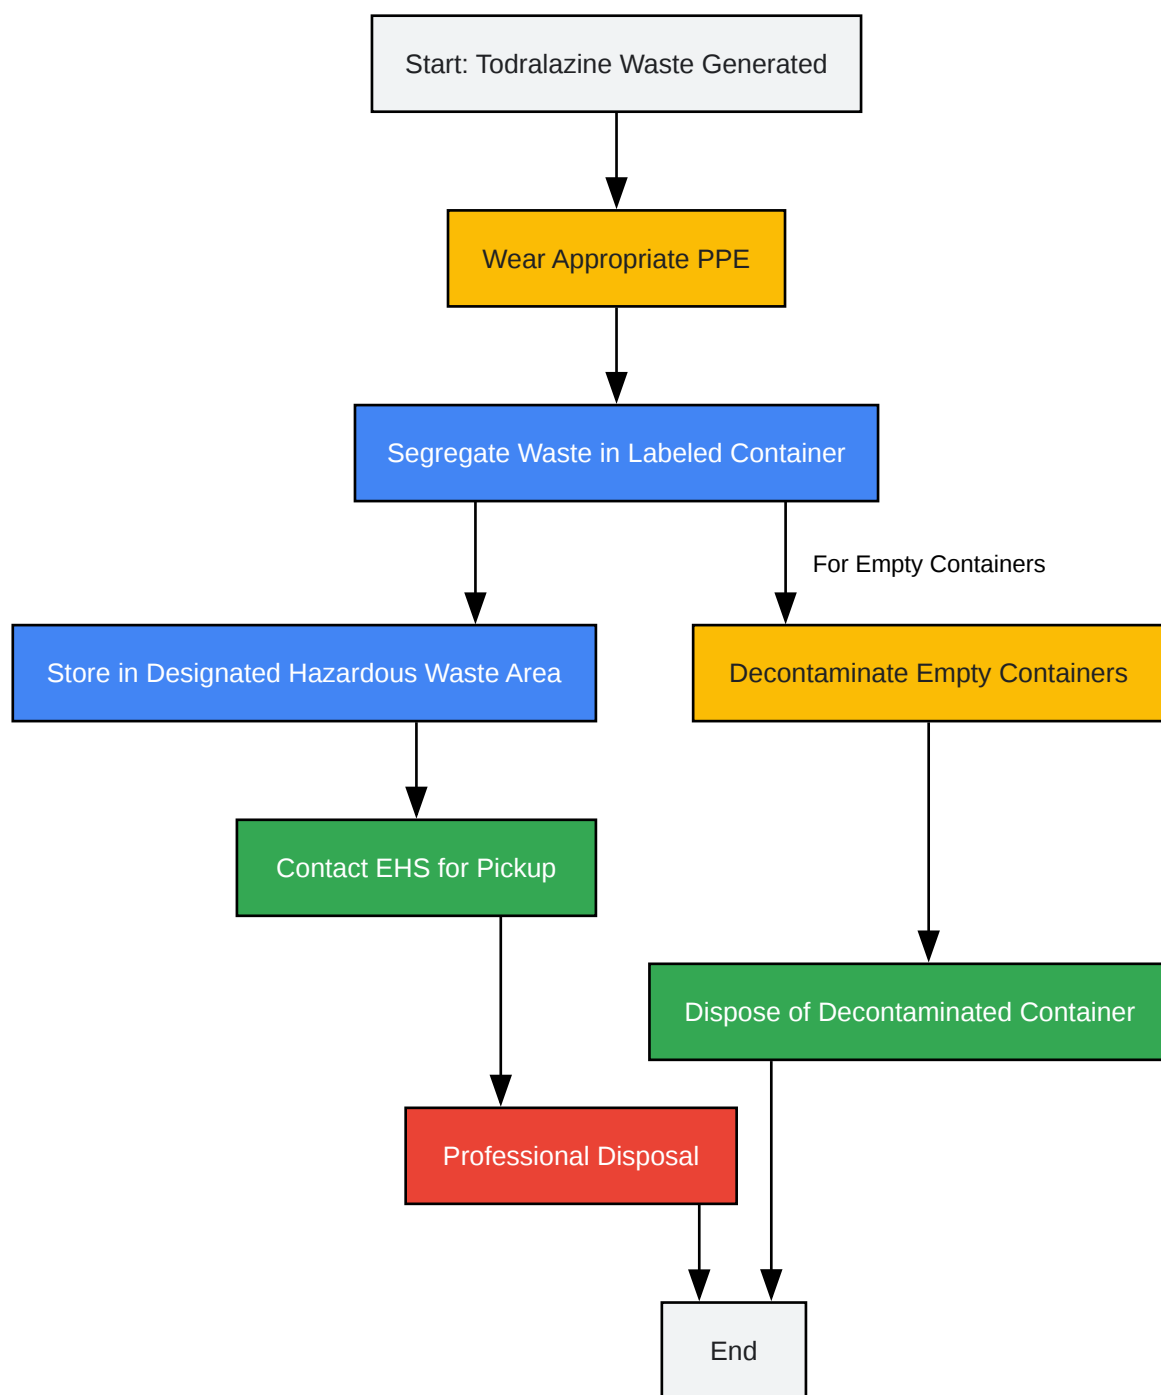 Start: Todralazine Waste Generated
Wear Appropriate PPE
Segregate Waste in Labeled Container
For Empty Containers
Store in Designated Hazardous Waste Area
Decontaminate Empty Containers
Contact EHS for Pickup
Dispose of Decontaminated Container
Professional Disposal
End